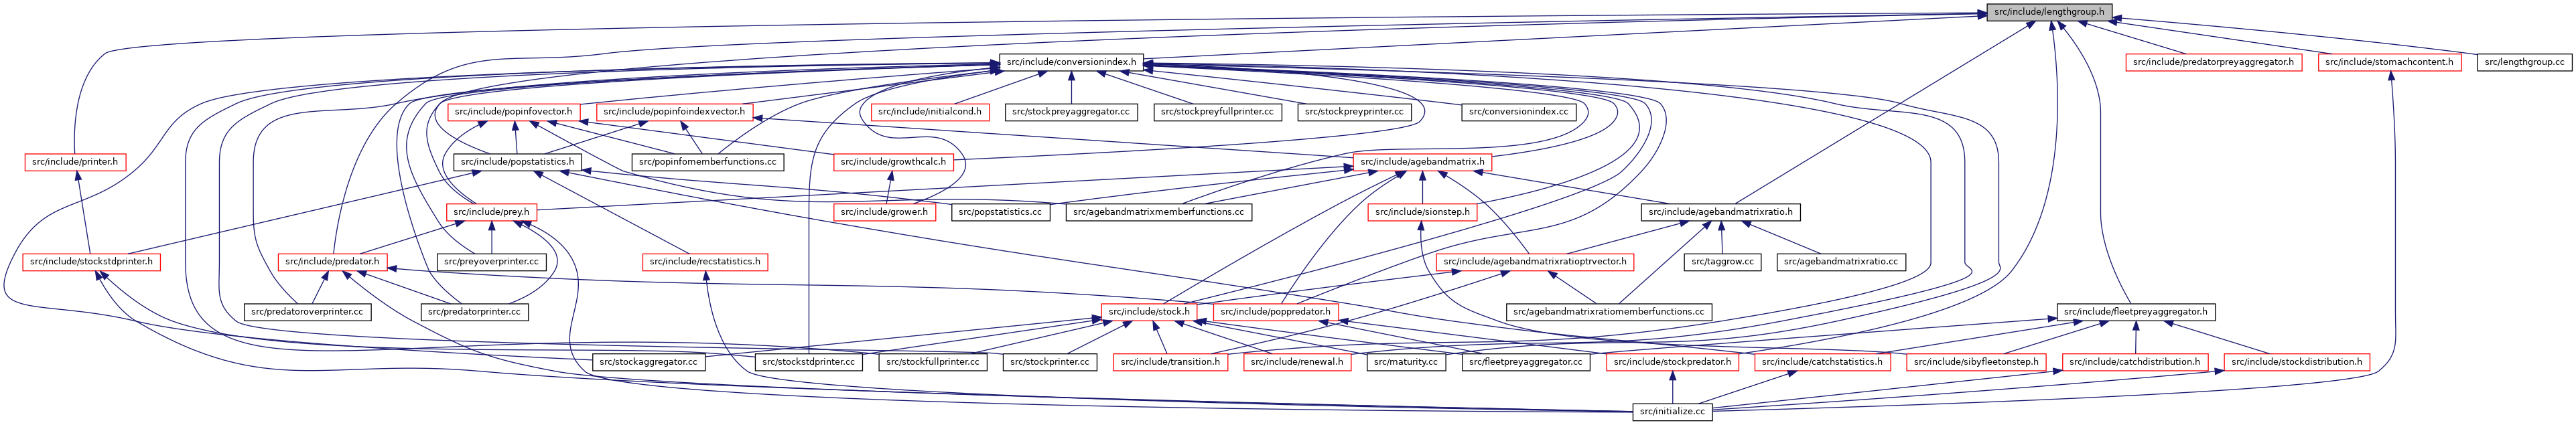 src/include/lengthgroup.h
src/include/conversionindex.h
src/include/predatorpreyaggregator.h
src/include/stomachcontent.h
src/lengthgroup.cc
src/include/popinfovector.h
src/include/popinfoindexvector.h
src/include/initialcond.h
src/stockpreyaggregator.cc
src/stockpreyfullprinter.cc
src/stockpreyprinter.cc
src/conversionindex.cc
src/include/printer.h
src/include/popstatistics.h
src/popinfomemberfunctions.cc
src/include/growthcalc.h
src/include/agebandmatrix.h
src/include/prey.h
src/include/grower.h
src/popstatistics.cc
src/agebandmatrixmemberfunctions.cc
src/include/sionstep.h
src/include/agebandmatrixratio.h
src/include/stockstdprinter.h
src/include/predator.h
src/preyoverprinter.cc
src/include/recstatistics.h
src/include/agebandmatrixratioptrvector.h
src/taggrow.cc
src/agebandmatrixratio.cc
src/predatoroverprinter.cc
src/predatorprinter.cc
src/include/stock.h
src/include/poppredator.h
src/agebandmatrixratiomemberfunctions.cc
src/include/fleetpreyaggregator.h
src/stockaggregator.cc
src/stockstdprinter.cc
src/stockfullprinter.cc
src/stockprinter.cc
src/include/transition.h
src/include/renewal.h
src/maturity.cc
src/fleetpreyaggregator.cc
src/include/stockpredator.h
src/include/catchstatistics.h
src/include/sibyfleetonstep.h
src/include/catchdistribution.h
src/include/stockdistribution.h
src/initialize.cc